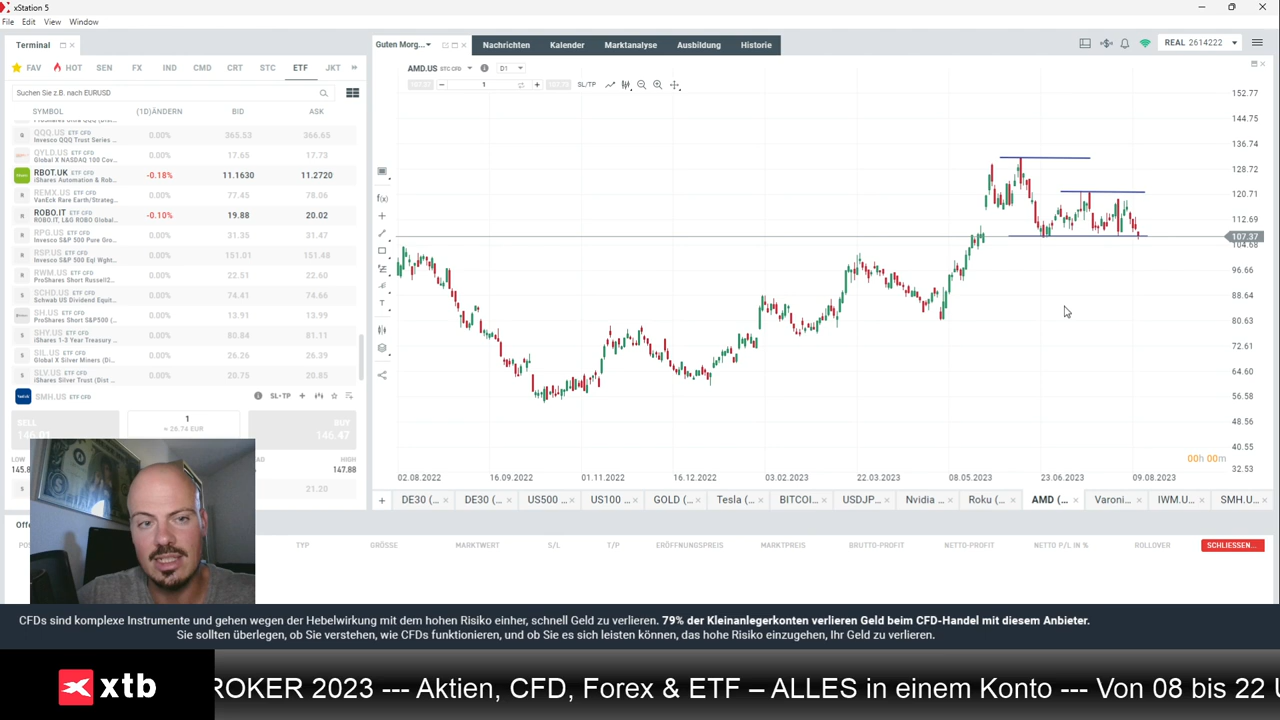 xStation 5
File Edit View Window
Terminal
Guten Morg... Nachrichten Kalender Marktanalyse Ausbildung Historie
REAL 2614222
FAV HOT SEN FX IND CMD CRT STC ETF JKT
AMD.US STC CFD D1
107.37 1 107.70 SL/TP
Suchen Sie z.B. nach EURUSD
SYMBOL (1D)ÄNDERN BID ASK
QQQ.US ETF CFD 0.00% 365.53 366.65
Invesco QQQ Trust Series ...
QYLD.US ETF CFD 0.00% 17.65 17.73
Global X NASDAQ 100 Cov...
RBOT.UK ETF CFD -0.18% 11.1630 11.2720
iShares Automation & Rob...
REMX.US ETF CFD 0.00% 77.45 78.06
VanEck Rare Earth/Strateg...
ROBO.IT ETF CFD -0.10% 19.88 20.02
ROBO.IT, L&G ROBO Global...
RPG.US ETF CFD 0.00% 31.35 31.47
Invesco S&P 500 Pure Gro...
RSP.US ETF CFD 0.00% 151.01 151.48
Invesco S&P 500 Eql Wght...
RWM.US ETF CFD 0.00% 22.51 22.60
ProShares Short Russell2...
SCHD.US ETF CFD 0.00% 74.41 74.66
Schwab US Dividend Equit...
SH.US ETF CFD 0.00% 13.91 13.99
ProShares Short S&P500 (...
SHY.US ETF CFD 0.00% 80.84 81.11
iShares 1-3 Year Treasury ...
SIL.US ETF CFD 0.00% 26.26 26.39
Global X Silver Miners (Di...
SLV.US ETF CFD 0.00% 20.75 20.85
iShares Silver Trust (Dist ...
SMH.US ETF CFD SL•TP
SELL 1 BUY
146.01 ≈ 26.74 EUR 146.47
LOW HIGH
145.8 147.88
21.20
152.77
144.75
136.74
128.72
120.71
112.69
107.37
104.68
96.66
88.64
80.63
72.61
64.60
56.58
48.56
40.55
32.53
00h 00m
02.08.2022 16.09.2022 01.11.2022 16.12.2022 03.02.2023 22.03.2023 08.05.2023 23.06.2023 09.08.2023
DE30 (... DE30 (... US500 ... US100 ... GOLD (... Tesla (... BITCOI... USDJP... Nvidia ... Roku (... AMD (... Varoni... IWM.U... SMH.U...
TYP GRÖSSE MARKTWERT S/L T/P ERÖFFNUNGSPREIS MARKTPREIS BRUTTO-PROFIT NETTO-PROFIT NETTO P/L IN % ROLLOVER SCHLIESSEN...
CFDs sind komplexe Instrumente und gehen wegen der Hebelwirkung mit dem hohen Risiko einher, schnell Geld zu verlieren. 79% der Kleinanlegerkonten verlieren Geld beim CFD-Handel mit diesem Anbieter.
Sie sollten überlegen, ob Sie verstehen, wie CFDs funktionieren, und ob Sie es sich leisten können, das hohe Risiko einzugehen, Ihr Geld zu verlieren.
xtb
ROKER 2023 --- Aktien, CFD, Forex & ETF – ALLES in einem Konto --- Von 08 bis 22 U